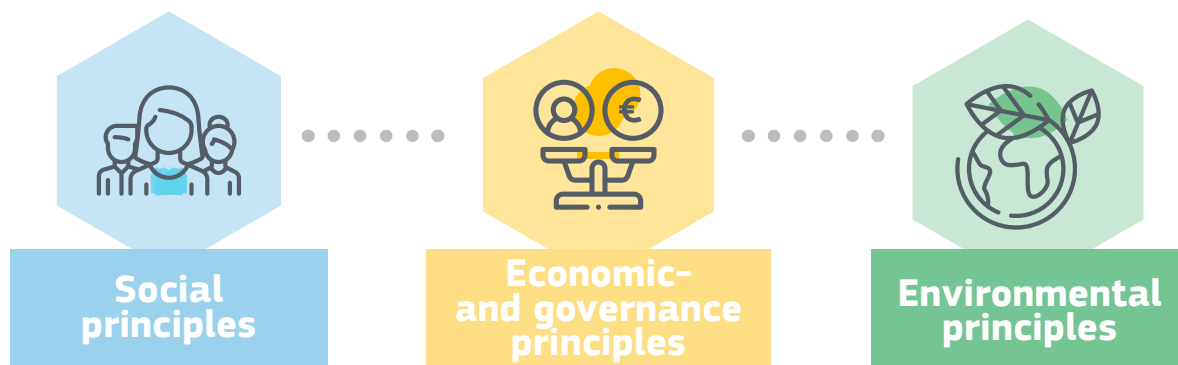 Social
principles
Economic-
and governance
principles
Environmental
principles